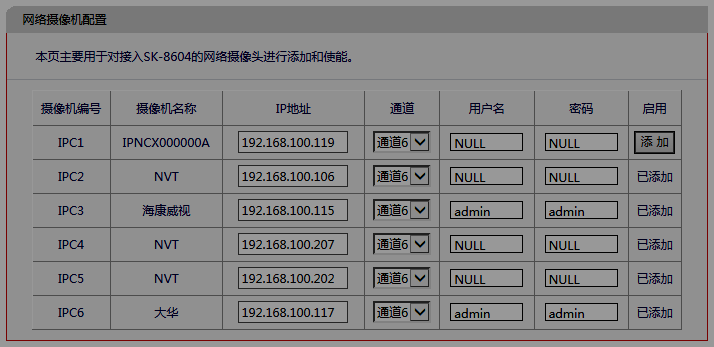 网络摄像机配置
本页主要用于对接入SK-8604的网络摄像头进行添加和使能。
摄像机编号 摄像机名称 IP地址 通道 用户名 密码 启用
IPC1 IPNCX000000A 192.168.100.119 通道6 NULL NULL 添 加
IPC2 NVT 192.168.100.106 通道6 NULL NULL 已添加
IPC3 海康威视 192.168.100.115 通道6 admin admin 已添加
IPC4 NVT 192.168.100.207 通道6 NULL NULL 已添加
IPC5 NVT 192.168.100.202 通道6 NULL NULL 已添加
IPC6 大华 192.168.100.117 通道6 admin admin 已添加